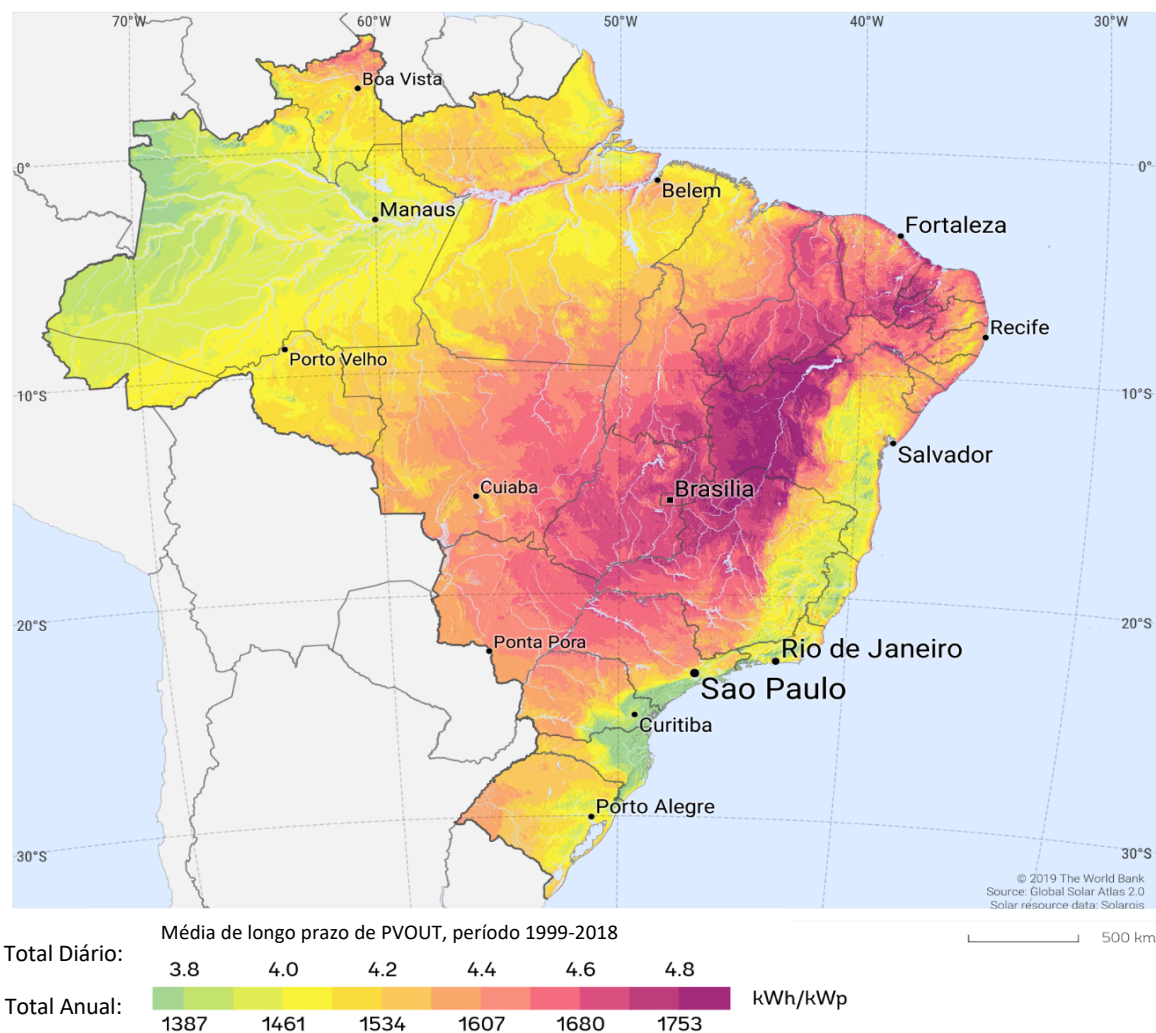 70°W 60°W 50°W 40°W 30°W
Boa Vista
0° 0°
Belem
Manaus
Fortaleza
Recife
Porto Velho
10°S 10°S
Salvador
Cuiaba
Brasilia
20°S 20°S
Ponta Pora
Rio de Janeiro
Sao Paulo
Curitiba
Porto Alegre
30°S 30°S
© 2019 The World Bank
Source: Global Solar Atlas 2.0
Solar resource data: Solargis
500 km
Média de longo prazo de PVOUT, período 1999-2018
Total Diário:
3.8 4.0 4.2 4.4 4.6 4.8
Total Anual:
kWh/kWp
1387 1461 1534 1607 1680 1753